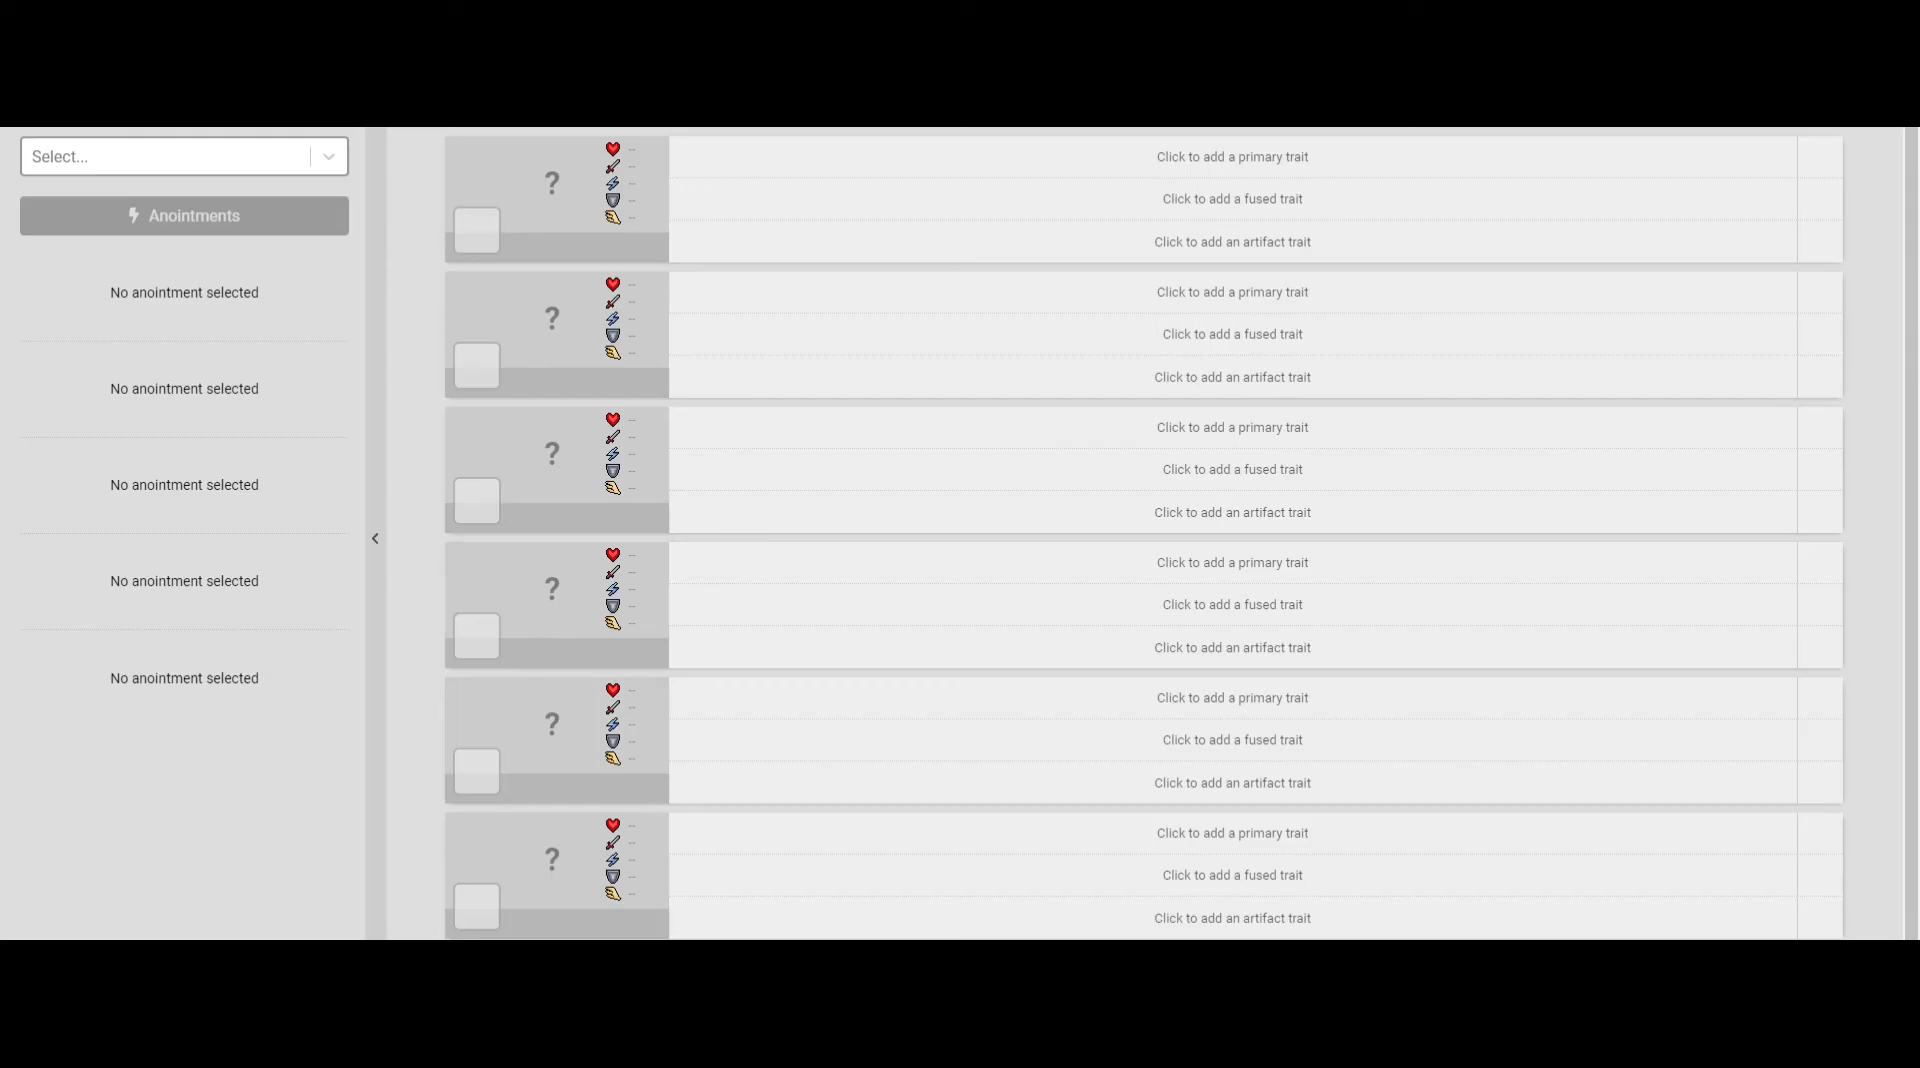 Select...
Anointments
No anointment selected
No anointment selected
No anointment selected
No anointment selected
No anointment selected
?
--
--
--
--
--
Click to add a primary trait
Click to add a fused trait
Click to add an artifact trait
?
--
--
--
--
--
Click to add a primary trait
Click to add a fused trait
Click to add an artifact trait
?
--
--
--
--
--
Click to add a primary trait
Click to add a fused trait
Click to add an artifact trait
?
--
--
--
--
--
Click to add a primary trait
Click to add a fused trait
Click to add an artifact trait
?
--
--
--
--
--
Click to add a primary trait
Click to add a fused trait
Click to add an artifact trait
?
--
--
--
--
--
Click to add a primary trait
Click to add a fused trait
Click to add an artifact trait